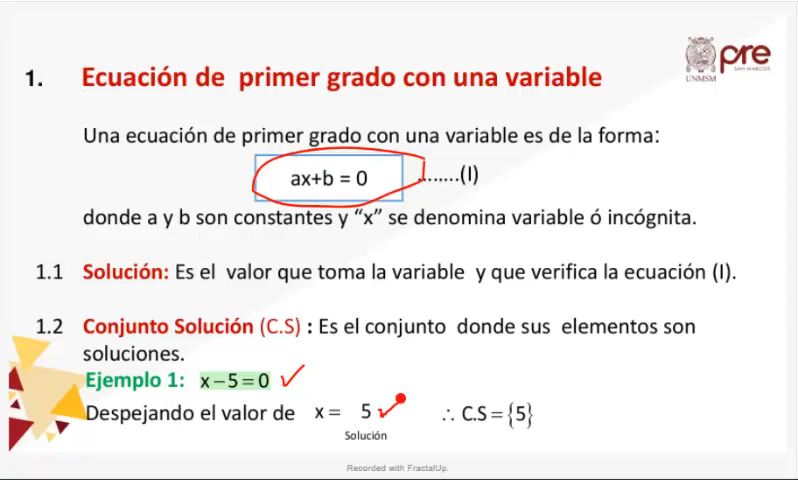 1. Ecuación de primer grado con una variable
pre
SAN MARCOS
UNMSM
Una ecuación de primer grado con una variable es de la forma:
ax+b = 0 ........(I)
donde a y b son constantes y “x” se denomina variable ó incógnita.
1.1 Solución: Es el valor que toma la variable y que verifica la ecuación (I).
1.2 Conjunto Solución (C.S) : Es el conjunto donde sus elementos son
soluciones.
Ejemplo 1: x – 5 = 0
Despejando el valor de x = 5 ∴ C.S = {5}
Solución
Recorded with FractalUp.